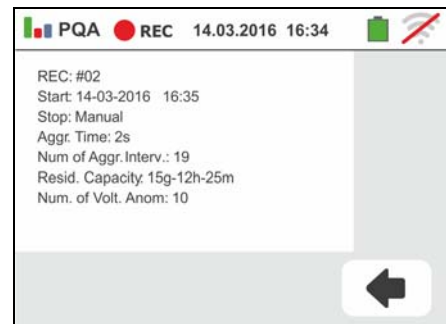 PQA REC 14.03.2016 16:34
REC: #02
Start: 14-03-2016 16:35
Stop: Manual
Aggr. Time: 2s
Num of Aggr. Interv.: 19
Resid. Capacity: 15g-12h-25m
Num. of Volt. Anom: 10